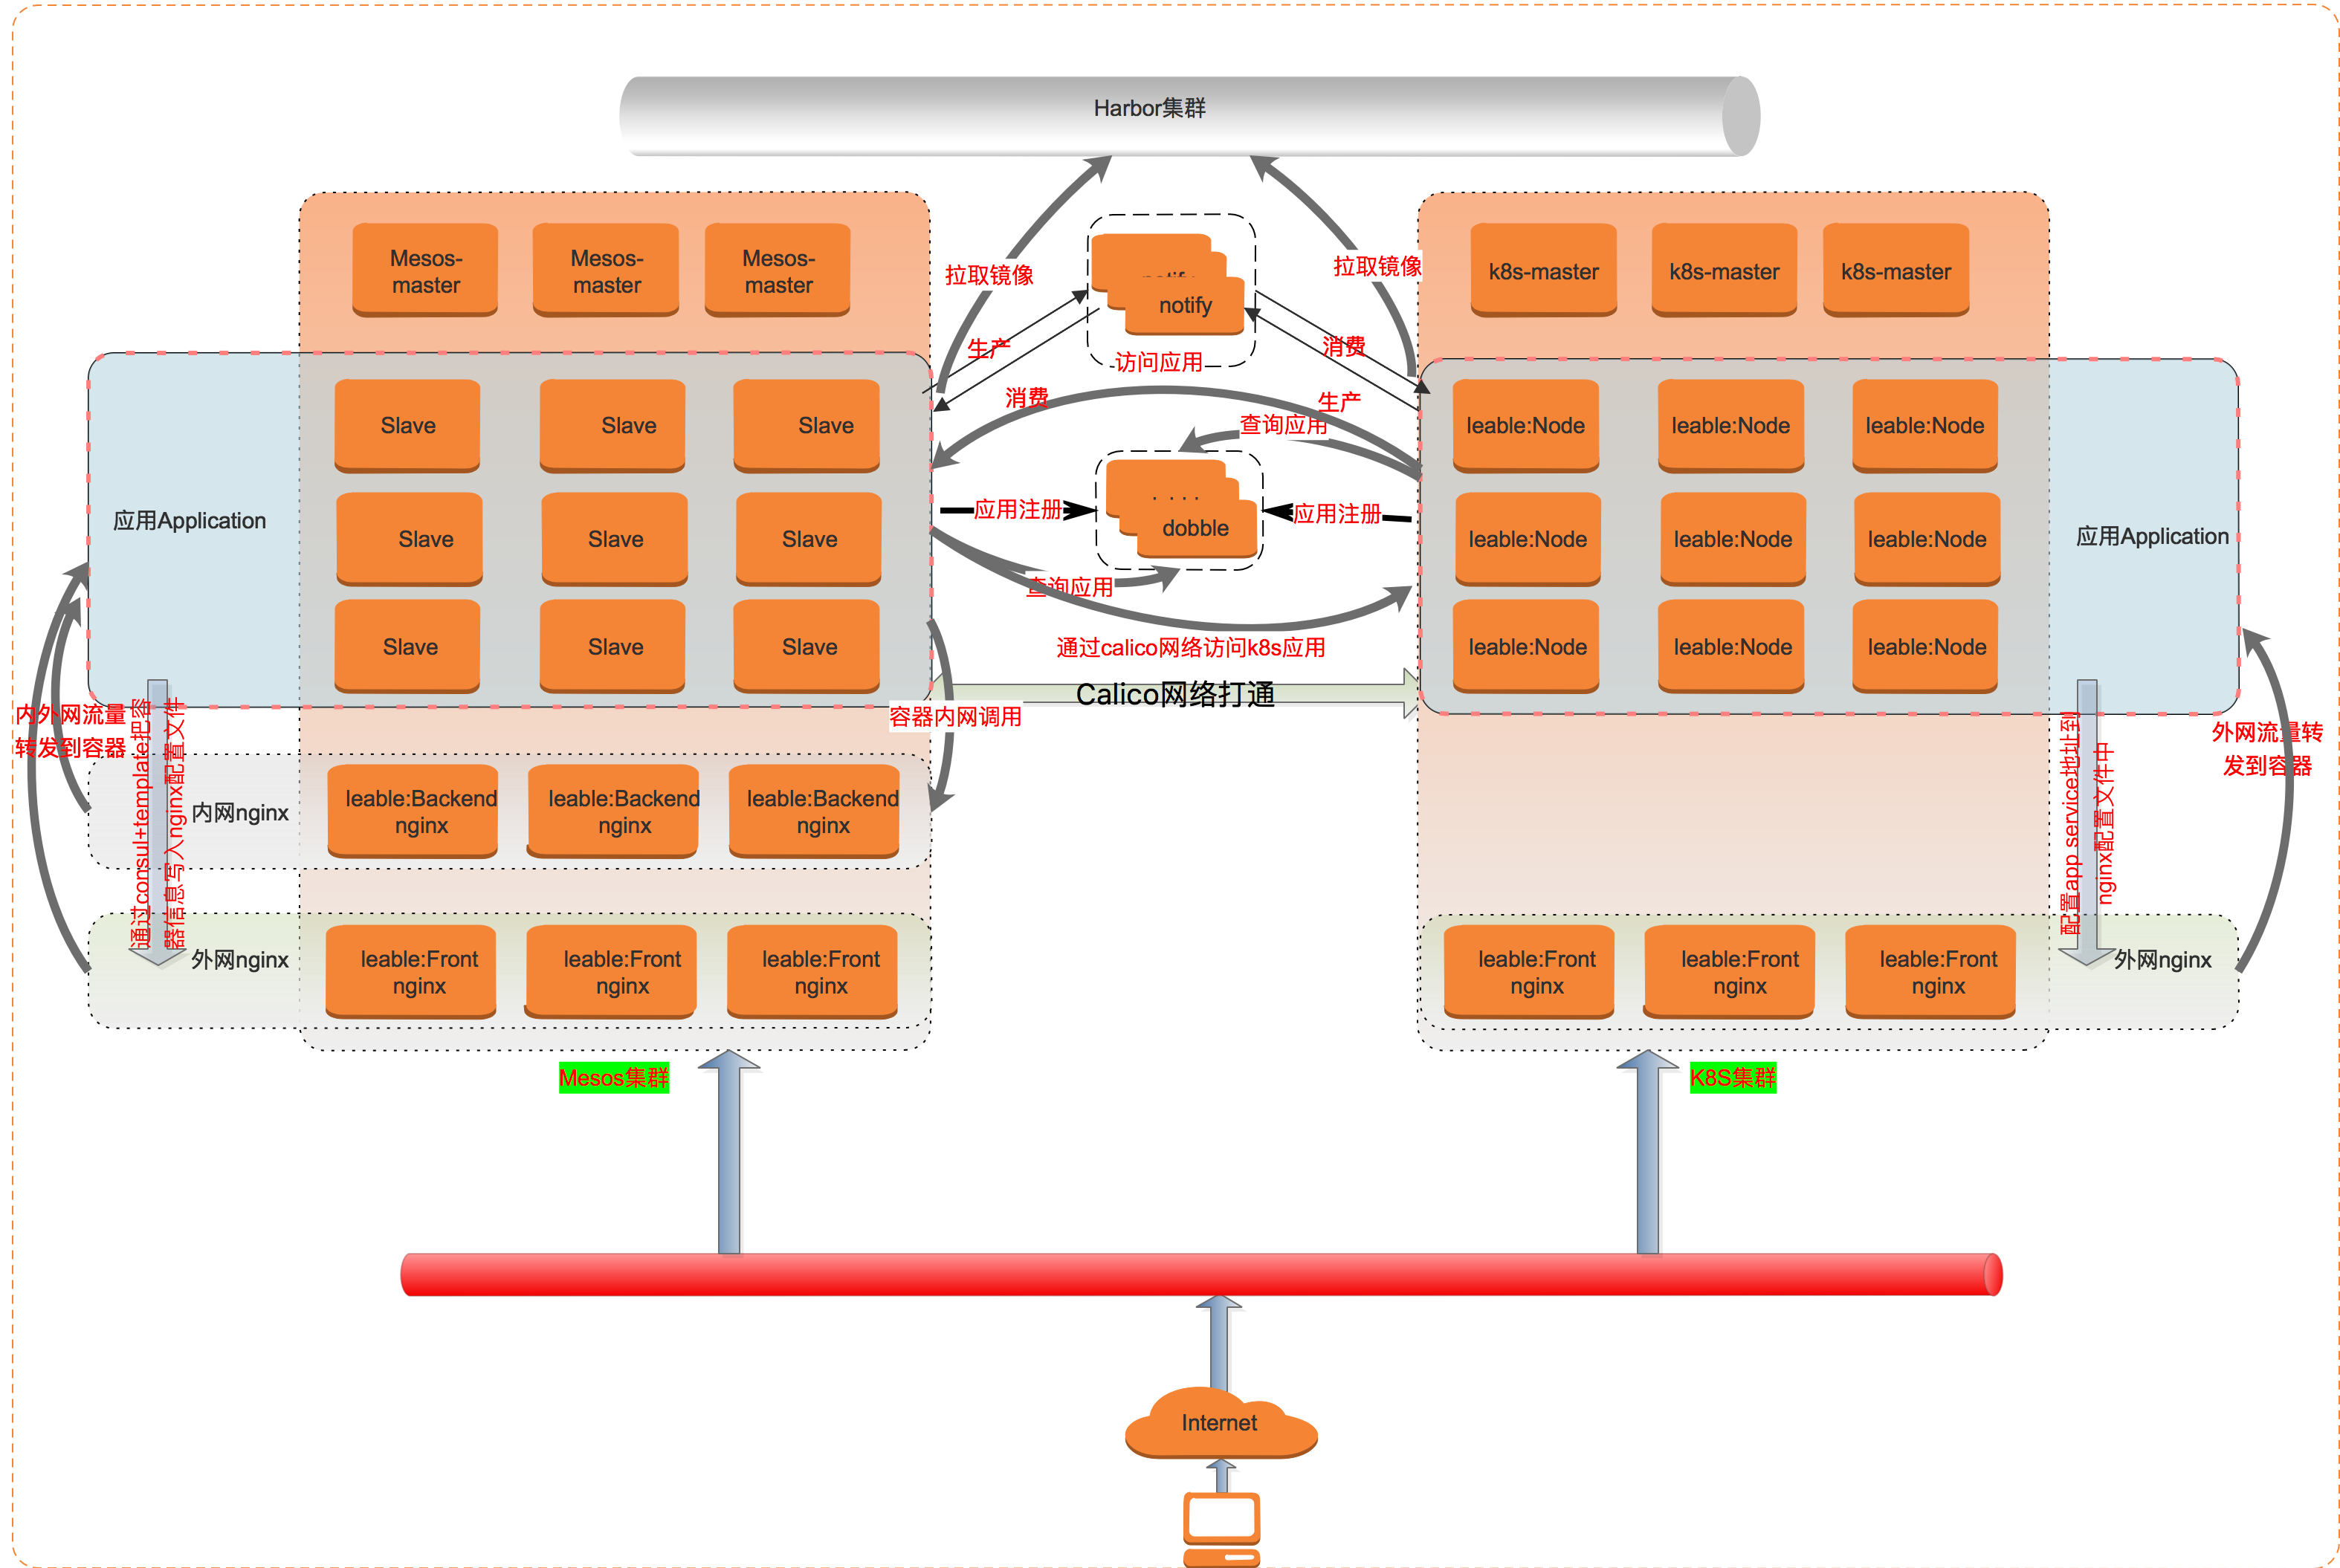 Harbor集群
Mesos-
master
Mesos-
master
Mesos-
master
拉取镜像
notify
notify
拉取镜像
k8s-master
k8s-master
k8s-master
生产
访问应用
消费
消费
生产
查询应用
Slave
Slave
Slave
leable:Node
leable:Node
leable:Node
应用Application
Slave
Slave
Slave
应用注册
. . . .
dobble
应用注册
leable:Node
leable:Node
leable:Node
应用Application
查询应用
Slave
Slave
Slave
通过calico网络访问k8s应用
leable:Node
leable:Node
leable:Node
Calico网络打通
内外网流量
转发到容器
通过consul+template把容
器信息写入nginx配置文件
容器内网调用
外网流量转
发到容器
配置app service地址到
nginx配置文件中
内网nginx
leable:Backend
nginx
leable:Backend
nginx
leable:Backend
nginx
外网nginx
leable:Front
nginx
leable:Front
nginx
leable:Front
nginx
leable:Front
nginx
leable:Front
nginx
leable:Front
nginx
外网nginx
Mesos集群
K8S集群
Internet